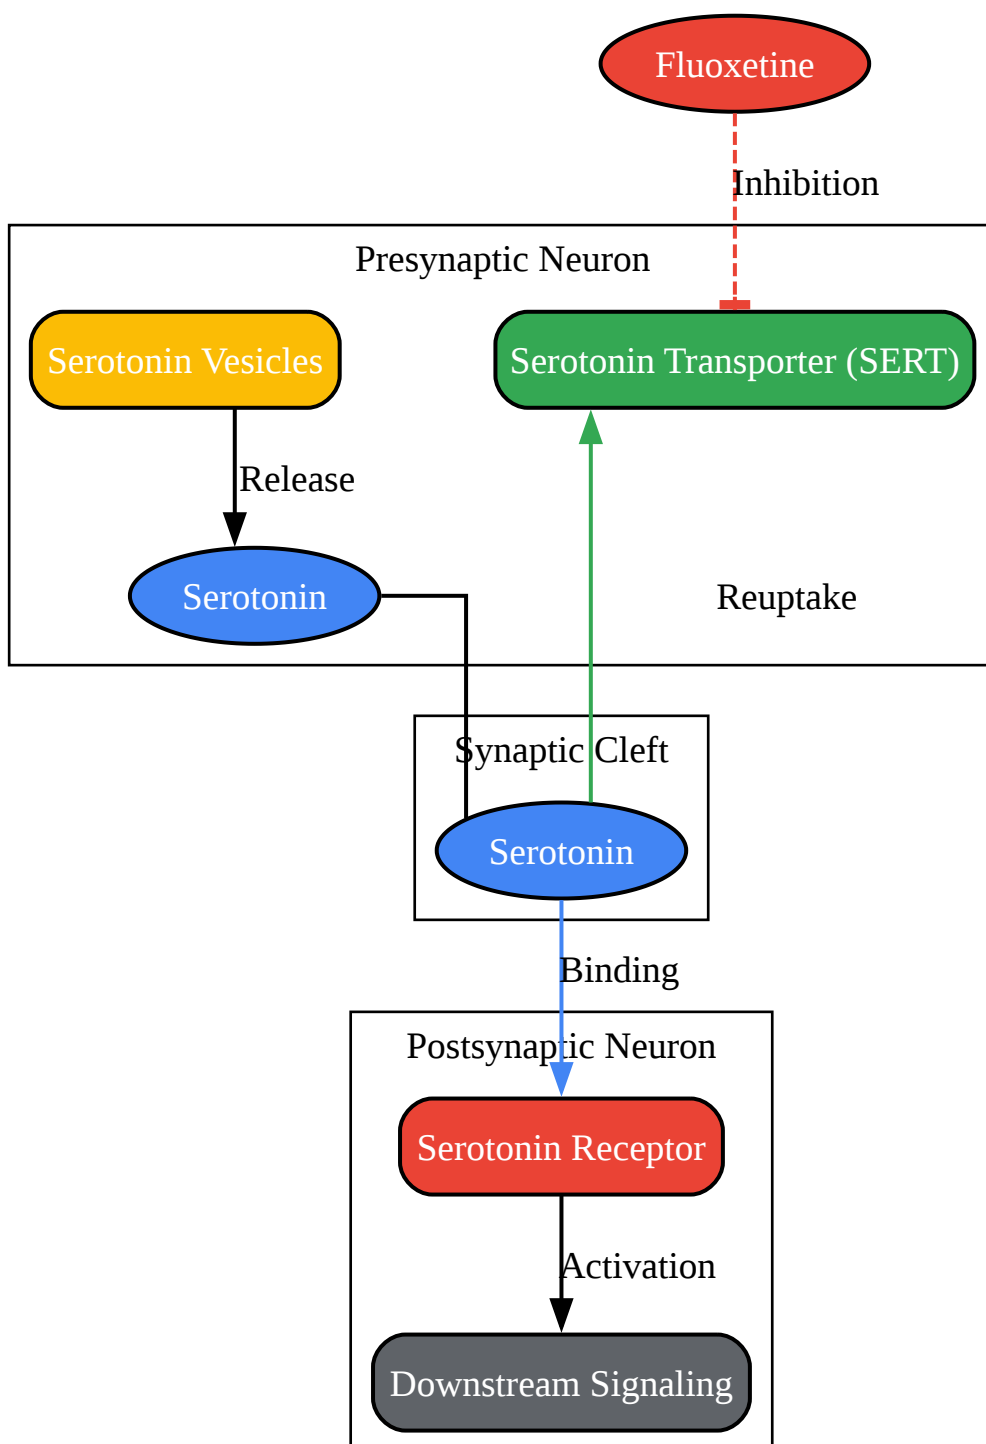 Fluoxetine
Inhibition
Presynaptic Neuron
Serotonin Vesicles
Serotonin Transporter (SERT)
Release
Serotonin
Reuptake
Synaptic Cleft
Serotonin
Binding
Postsynaptic Neuron
Serotonin Receptor
Activation
Downstream Signaling